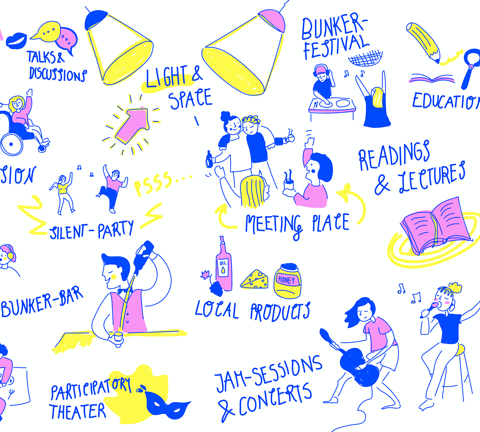 TALKS &
DISCUSSIONS
LIGHT &
SPACE
BUNKER-
FESTIVAL
EDUCATION
SION
PSSS...
SILENT-PARTY
MEETING PLACE
READINGS
& LECTURES
BUNKER-BAR
OIL
HONEY
LOCAL PRODUCTS
PARTICIPATORY
THEATER
JAM-SESSIONS
& CONCERTS